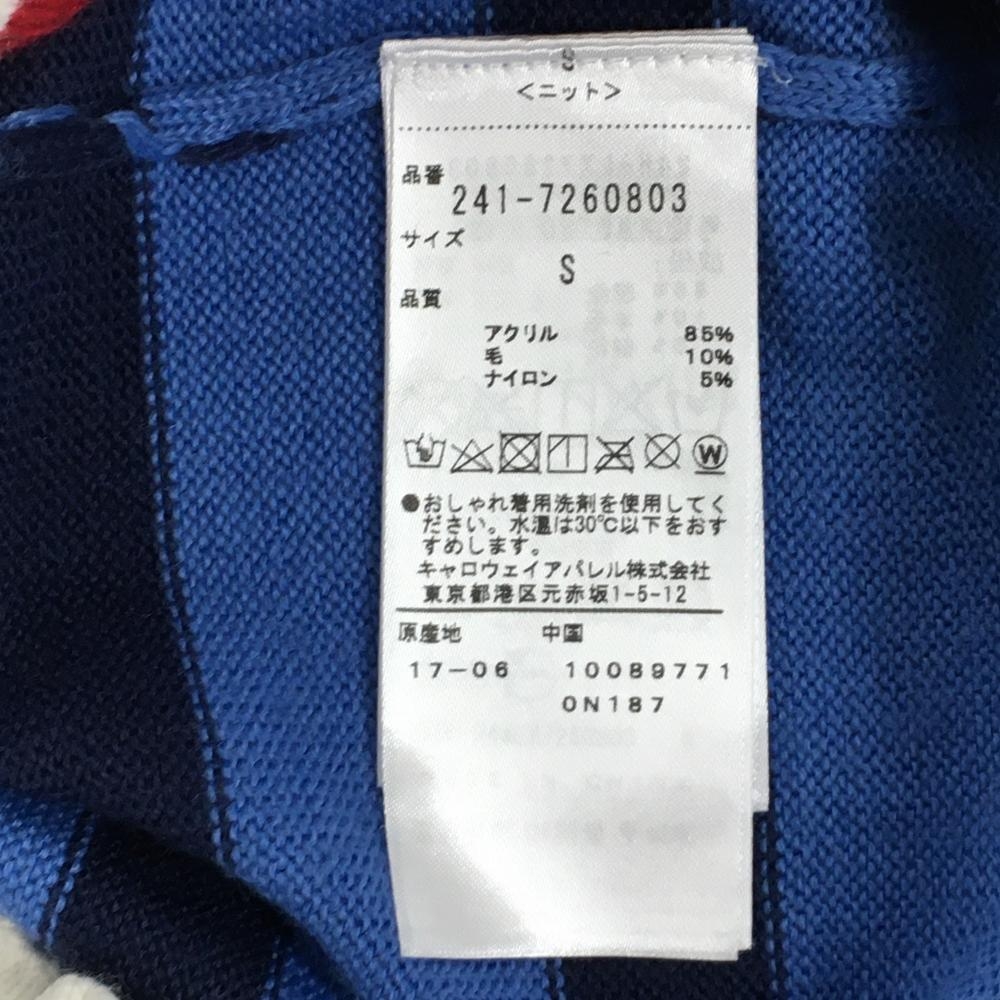 <ニット>
品番
241-7260803
サイズ
S
品質
アクリル 85%
毛 10%
ナイロン 5%
W
●おしゃれ着用洗剤を使用してく
ださい。水温は30℃以下をおす
すめします。
キャロウェイアパレル株式会社
東京都港区元赤坂1-5-12
原産地 中国
17-06 10089771
0N187